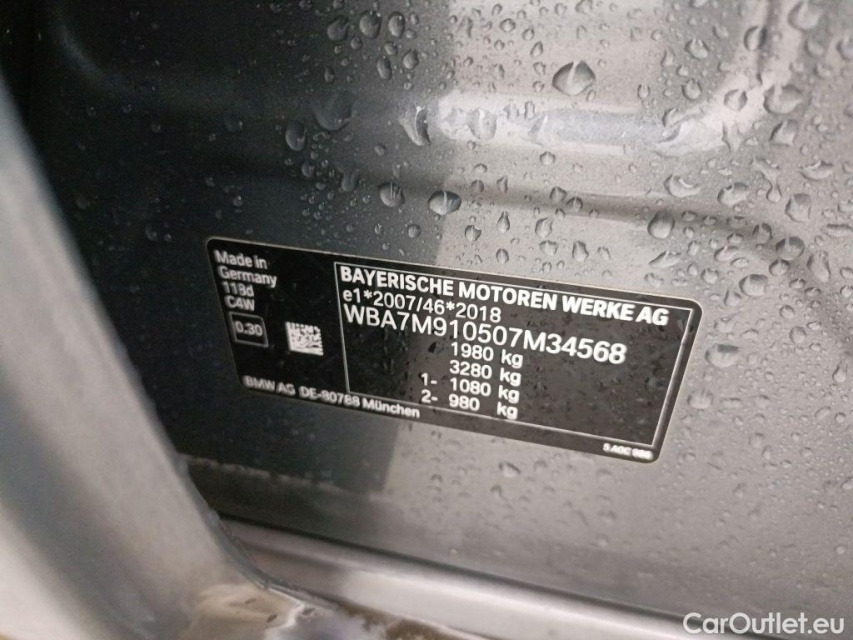 Made in
Germany
118d
C4W
0.30
BMW AG DE-80788 München
BAYERISCHE MOTOREN WERKE AG
e1*2007/46*2018
WBA7M910507M34568
1980 kg
3280 kg
1- 1080 kg
2- 980 kg
CarOutlet.eu